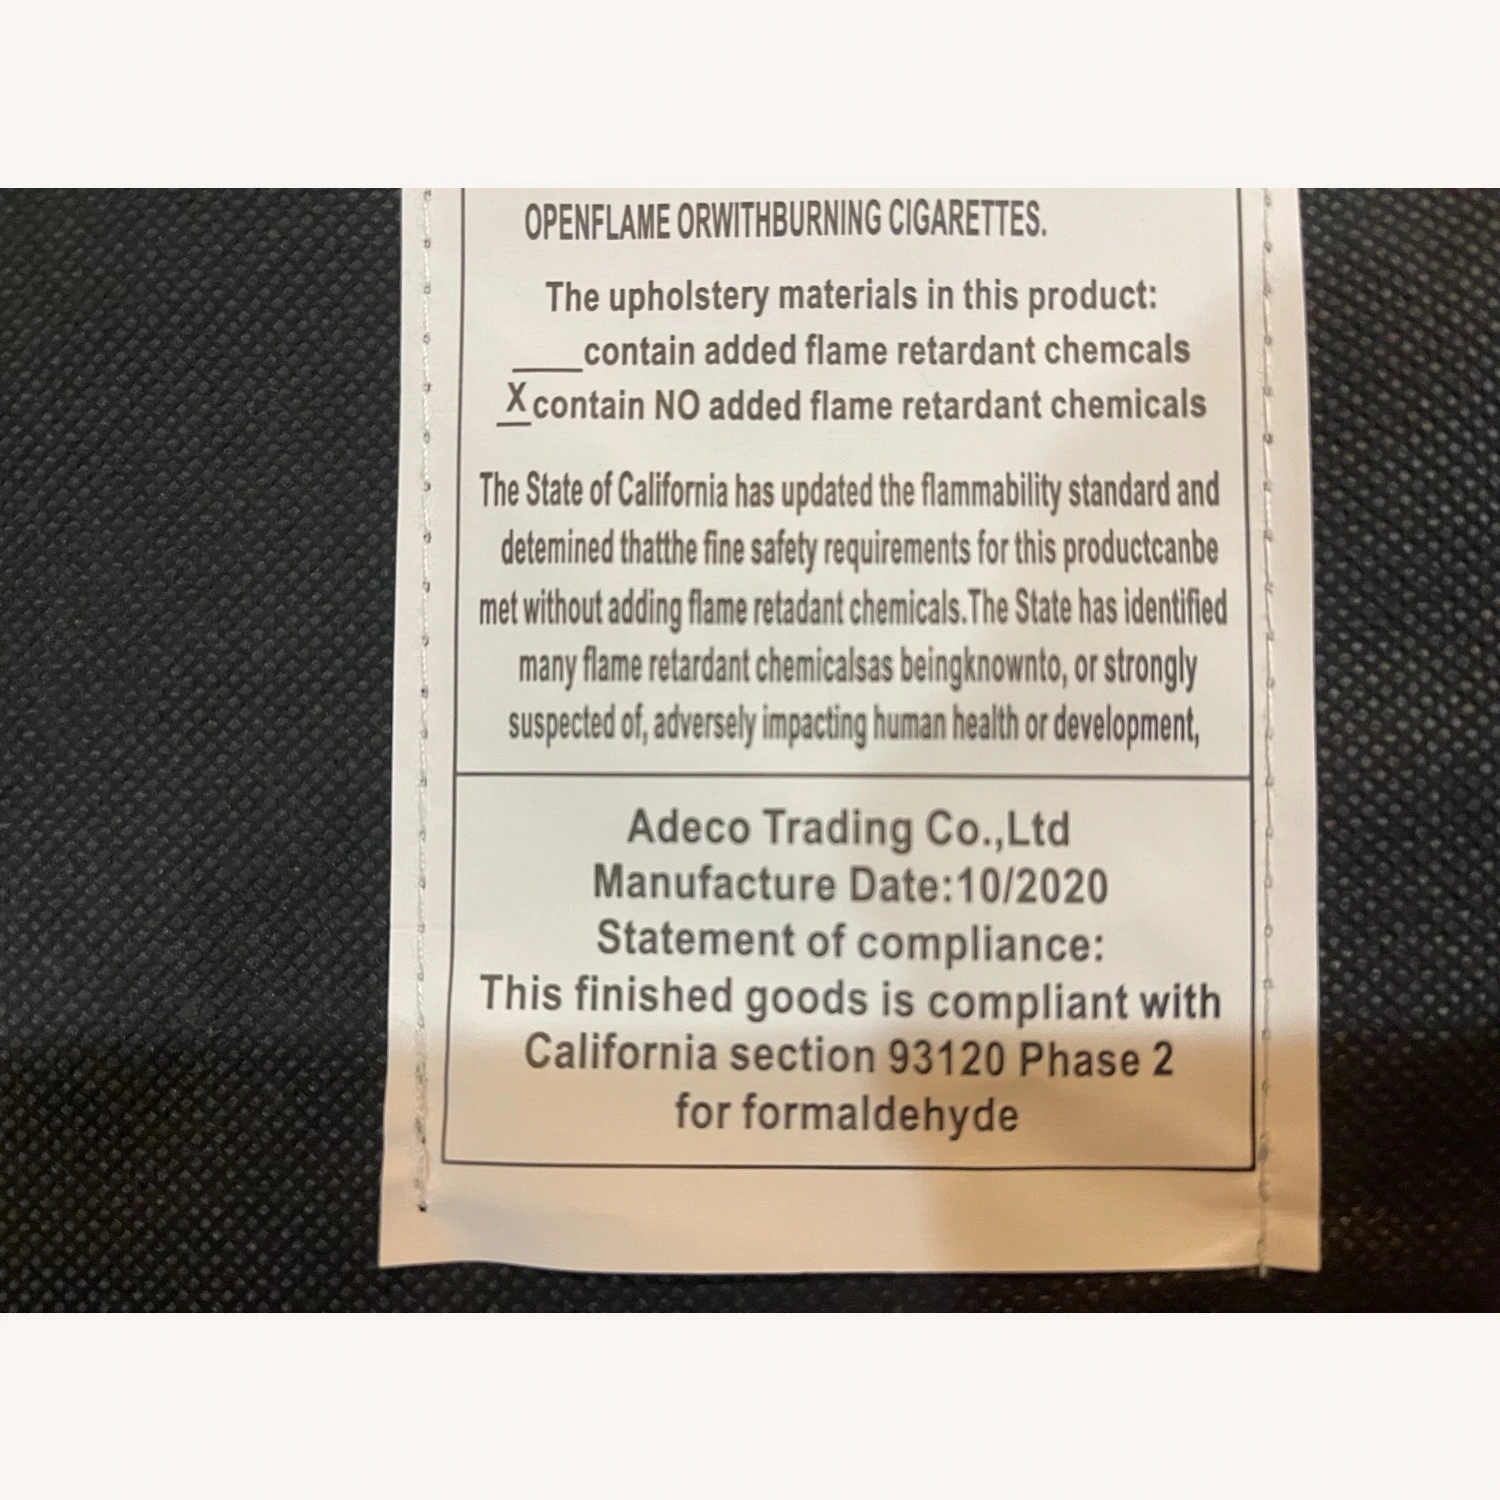 OPENFLAME ORWITHBURNING CIGARETTES.
The upholstery materials in this product:
____contain added flame retardant chemcals
X contain NO added flame retardant chemicals
The State of California has updated the flammability standard and
detemined thatthe fine safety requirements for this productcanbe
met without adding flame retadant chemicals.The State has identified
many flame retardant chemicalsas beingknownto, or strongly
suspected of, adversely impacting human health or development,
Adeco Trading Co.,Ltd
Manufacture Date:10/2020
Statement of compliance:
This finished goods is compliant with
California section 93120 Phase 2
for formaldehyde